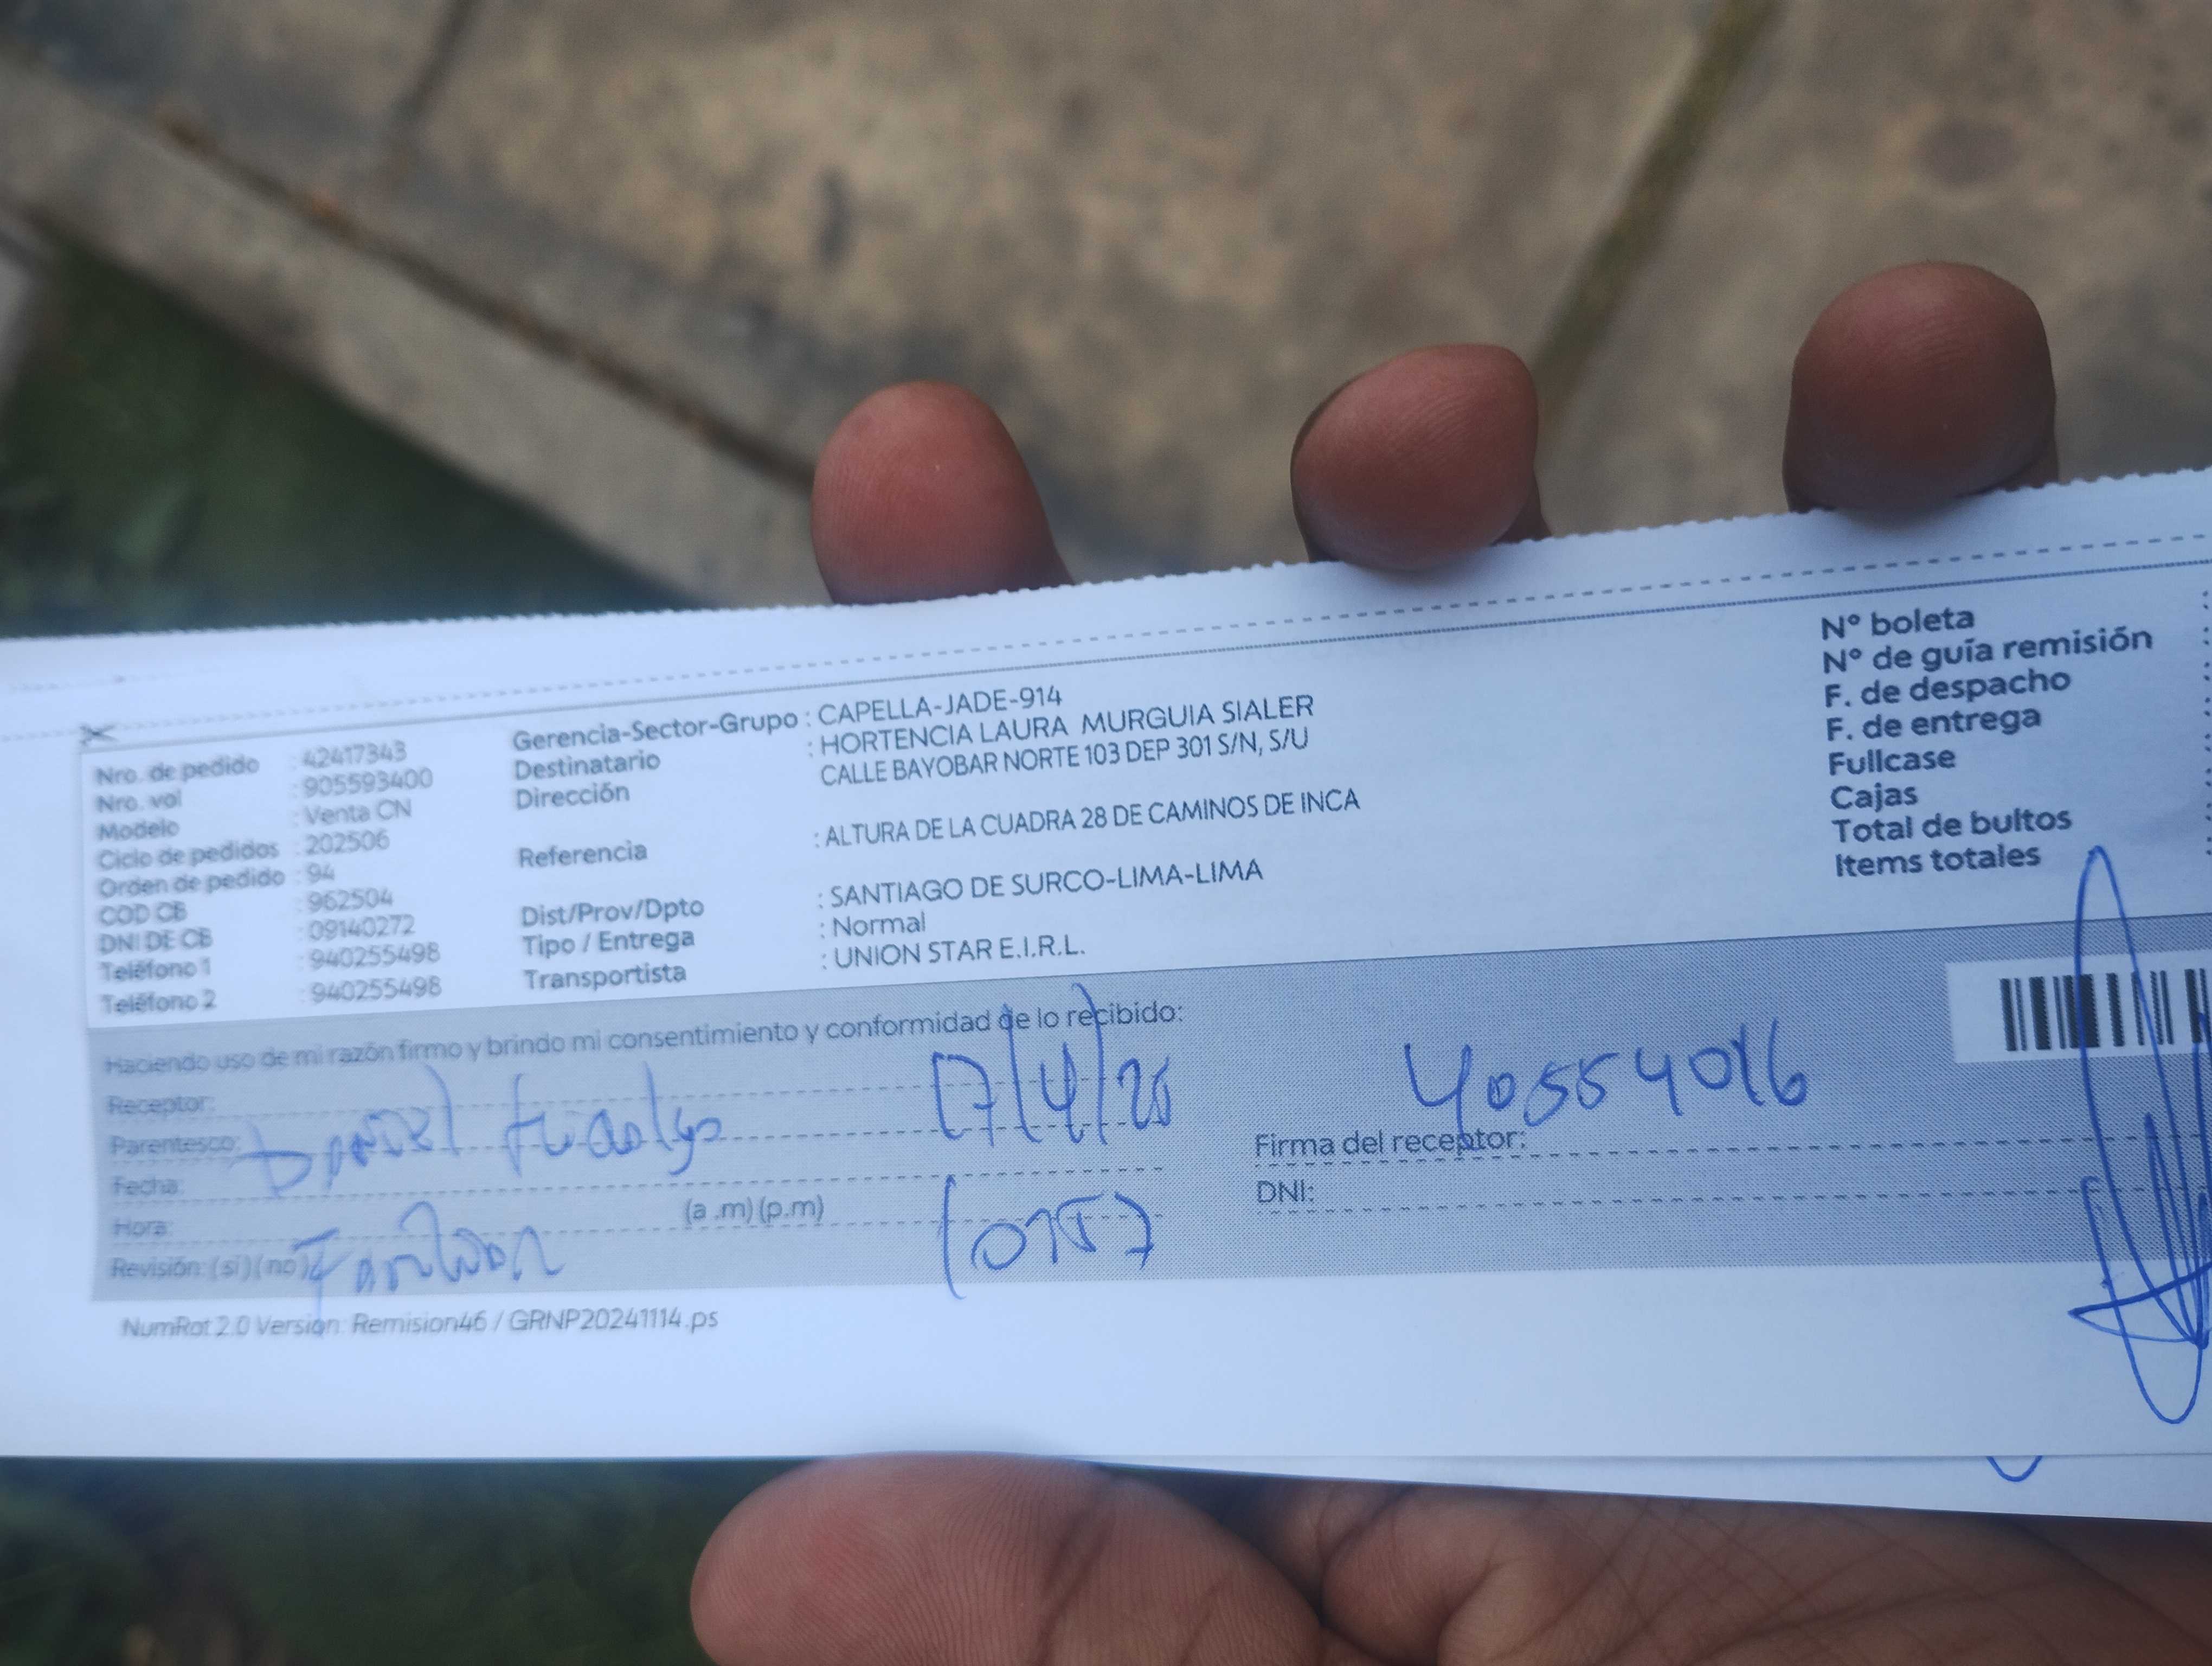 Nro. de pedido : 42417343
Nro. vol : 905593400
Modelo : Venta CN
Ciclo de pedidos : 202506
Orden de pedido : 94
COD CB : 962504
DNI DE CB : 09140272
Teléfono 1 : 940255498
Teléfono 2 : 940255498
Gerencia-Sector-Grupo : CAPELLA-JADE-914
Destinatario : HORTENCIA LAURA MURGUIA SIALER
Dirección CALLE BAYOBAR NORTE 103 DEP 301 S/N, S/U
Referencia : ALTURA DE LA CUADRA 28 DE CAMINOS DE INCA
Dist/Prov/Dpto : SANTIAGO DE SURCO-LIMA-LIMA
Tipo / Entrega : Normal
Transportista : UNION STAR E.I.R.L.
N° boleta :
N° de guía remisión :
F. de despacho :
F. de entrega :
Fullcase
Cajas
Total de bultos
Items totales
Haciendo uso de mi razón firmo y brindo mi consentimiento y conformidad de lo recibido:
Receptor:
Parentesco:
17/4/25
Fecha:
Hora: (a .m) (p.m)
Revisión: (si) (no)
Firma del receptor:
DNI:
NumRot 2.0 Version: Remision46 / GRNP20241114.ps